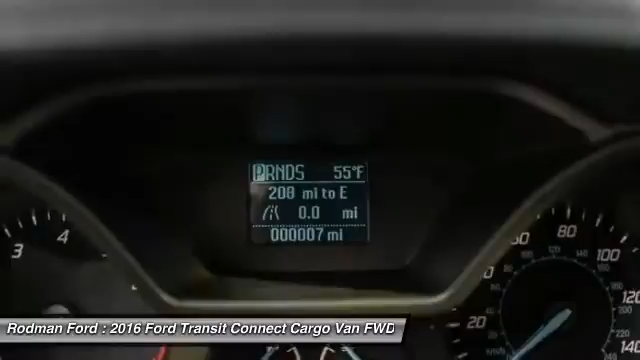 PRNDS 55°F
208 mi to E
0.0 mi
000007 mi
3 4
20 60 80 100 120 140
Rodman Ford : 2016 Ford Transit Connect Cargo Van FWD